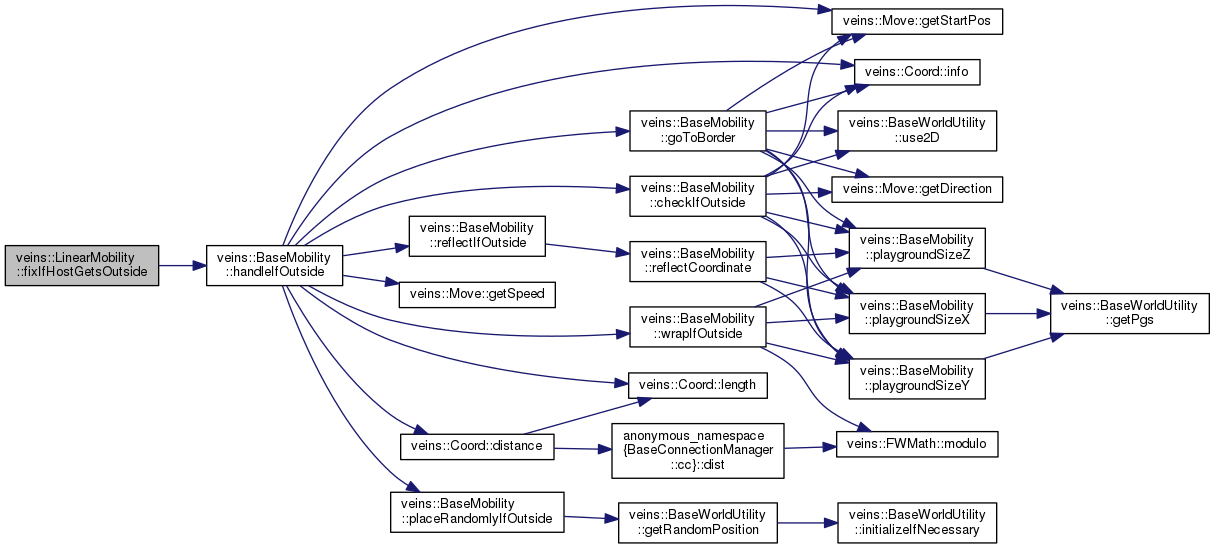 veins::LinearMobility
::fixIfHostGetsOutside
veins::BaseMobility
::handleIfOutside
veins::Move::getStartPos
veins::Coord::info
veins::BaseMobility
::goToBorder
veins::BaseWorldUtility
::use2D
veins::BaseMobility
::checkIfOutside
veins::Move::getDirection
veins::BaseMobility
::reflectIfOutside
veins::BaseMobility
::reflectCoordinate
veins::BaseMobility
::playgroundSizeZ
veins::Move::getSpeed
veins::BaseMobility
::wrapIfOutside
veins::BaseMobility
::playgroundSizeX
veins::BaseWorldUtility
::getPgs
veins::BaseMobility
::playgroundSizeY
veins::Coord::length
veins::Coord::distance
anonymous_namespace
{BaseConnectionManager
::cc}::dist
veins::FWMath::modulo
veins::BaseMobility
::placeRandomlyIfOutside
veins::BaseWorldUtility
::getRandomPosition
veins::BaseWorldUtility
::initializeIfNecessary